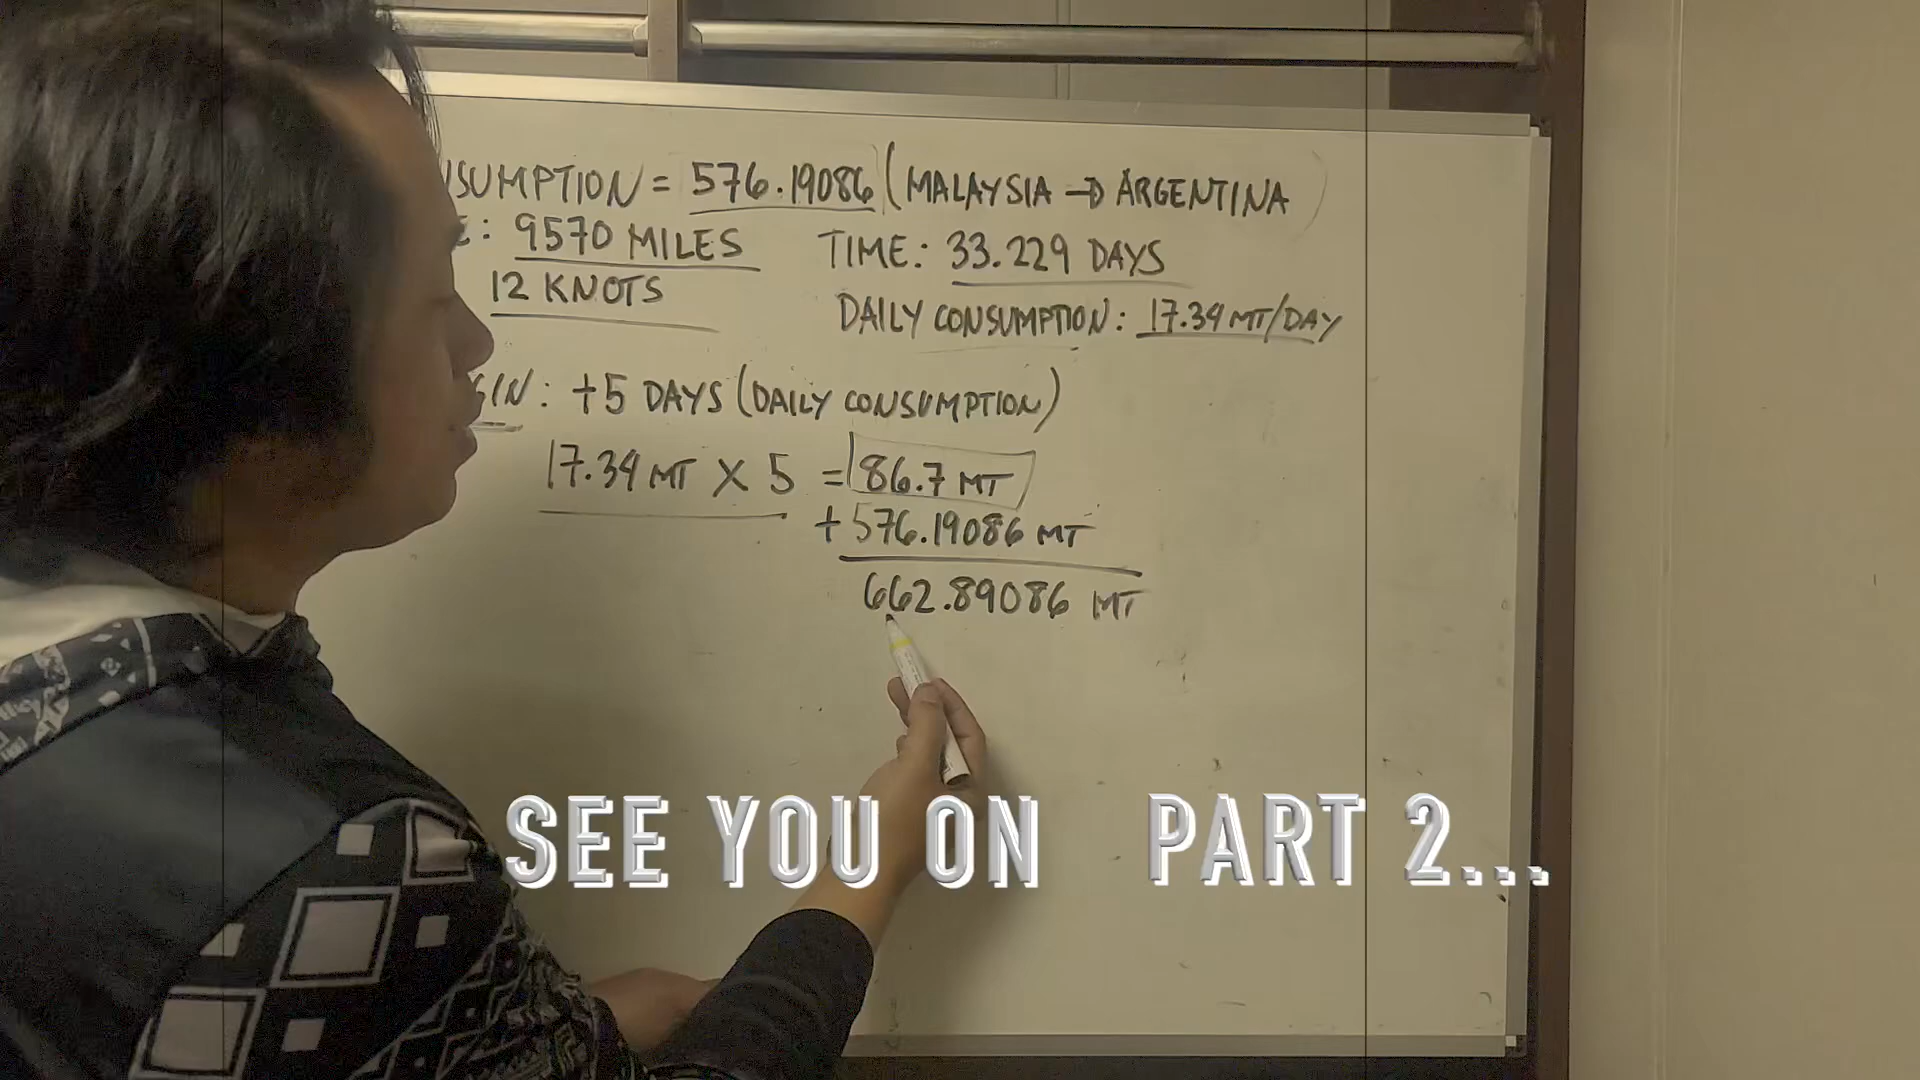 SUMPTION = 576.19086 (MALAYSIA → ARGENTINA
E: 9570 MILES TIME: 33.229 DAYS
12 KNOTS
DAILY CONSUMPTION: 17.34 MT/DAY
GIN: +5 DAYS (DAILY CONSUMPTION)
17.34 MT X 5 = 86.7 MT
+576.19086 MT
662.89086 MT
SEE YOU ON PART 2...